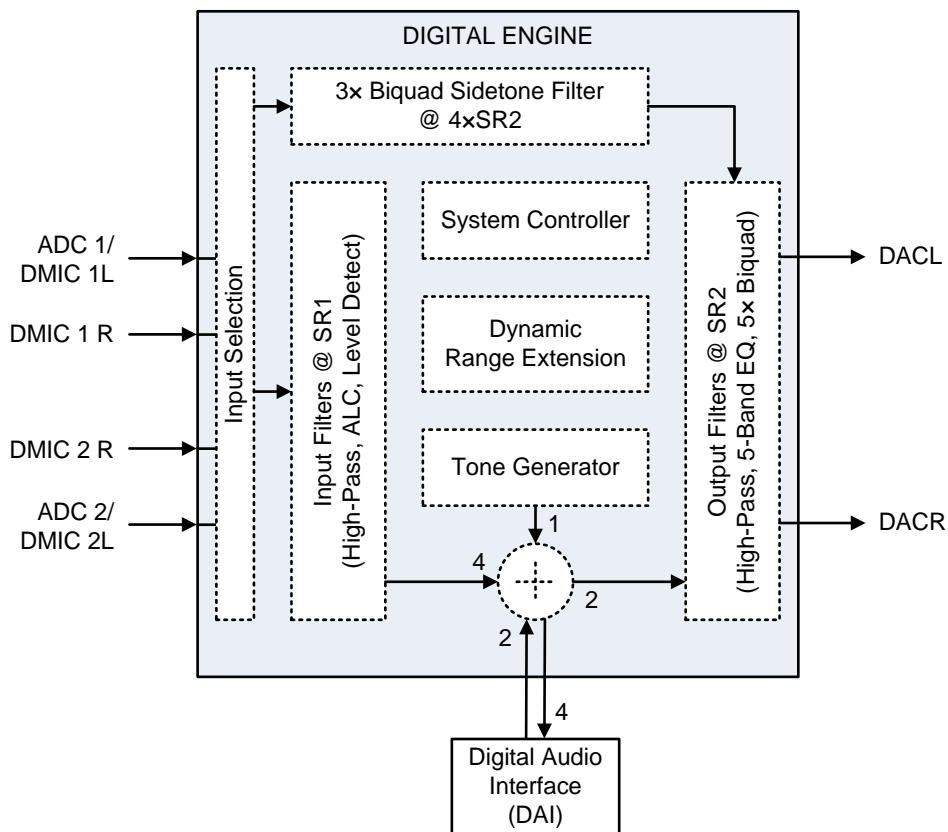 DIGITAL ENGINE
3× Biquad Sidetone Filter
@ 4×SR2
ADC 1/
DMIC 1L
DMIC 1 R
DMIC 2 R
ADC 2/
DMIC 2L
Input Selection
Input Filters @ SR1
(High-Pass, ALC, Level Detect)
System Controller
Dynamic
Range Extension
Tone Generator
1
4
2
2
4
Output Filters @ SR2
(High-Pass, 5-Band EQ, 5× Biquad)
DACL
DACR
Digital Audio
Interface
(DAI)